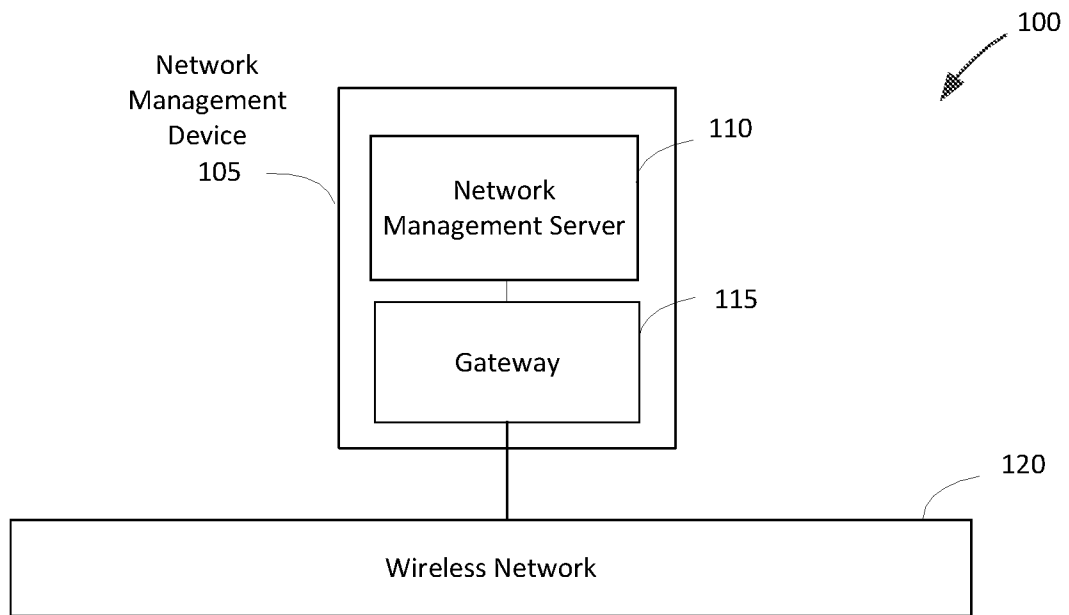 100
Network
Management
Device
105
110
Network
Management Server
115
Gateway
120
Wireless Network